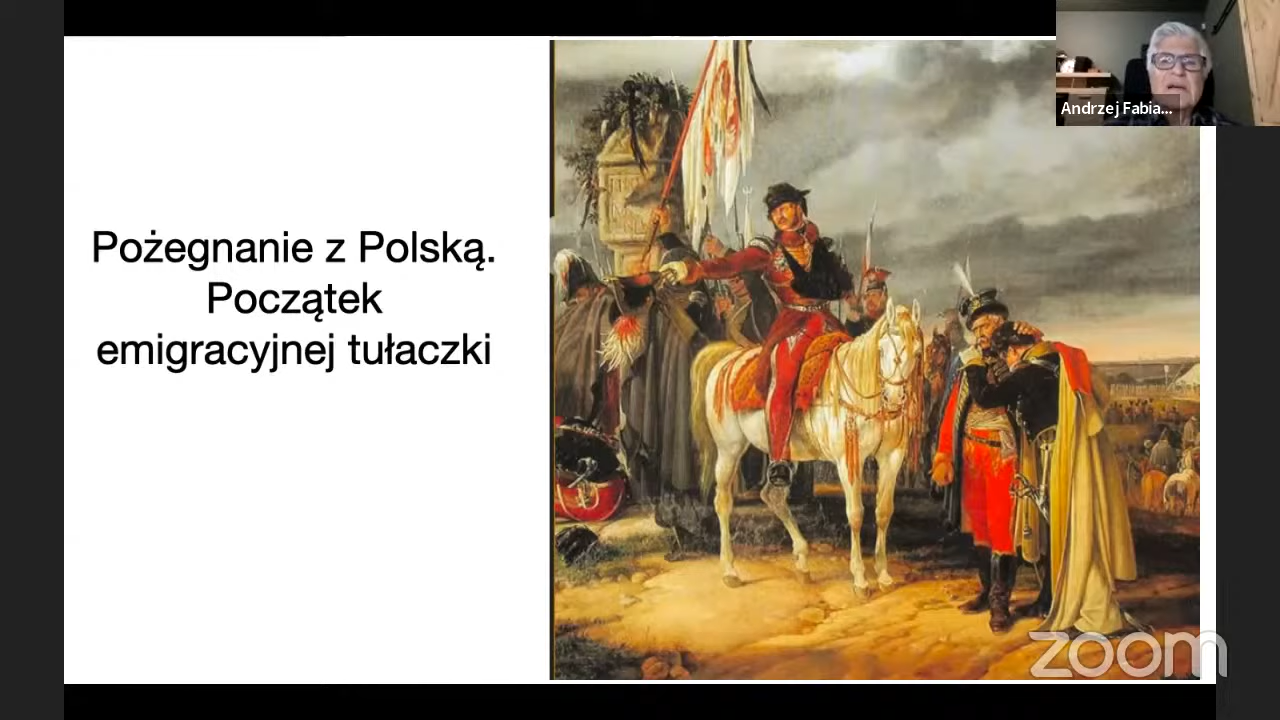 Pożegnanie z Polską.
Początek
emigracyjnej tułaczki
Andrzej Fabia...
zoom